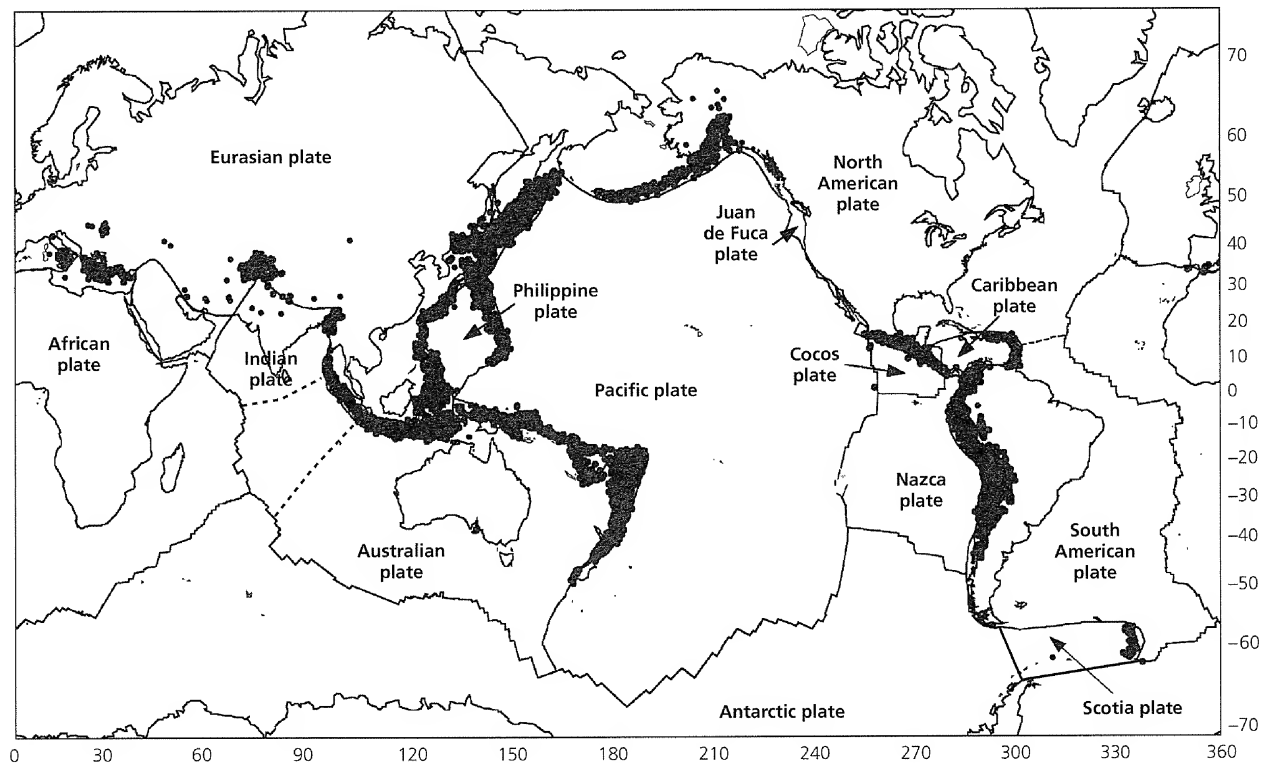 70
60
50
40
30
20
10
0
–10
–20
–30
–40
–50
–60
–70
Eurasian plate
North
American
plate
Juan
de Fuca
plate
Caribbean
plate
Philippine
plate
African
plate
Indian
plate
Cocos
plate
Pacific plate
Nazca
plate
South
American
plate
Australian
plate
Antarctic plate
Scotia plate
0
30
60
90
120
150
180
210
240
270
300
330
360